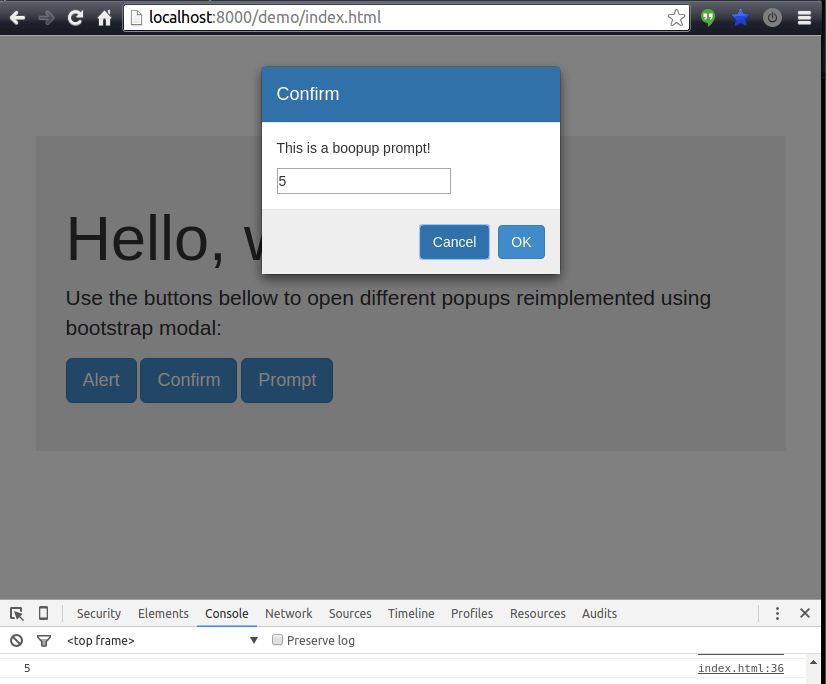 localhost:8000/demo/index.html
Confirm
This is a boopup prompt!
5
Cancel OK
Hello, w
Use the buttons bellow to open different popups reimplemented using
bootstrap modal:
Alert Confirm Prompt
Security Elements Console Network Sources Timeline Profiles Resources Audits
<top frame> Preserve log
5 index.html:36